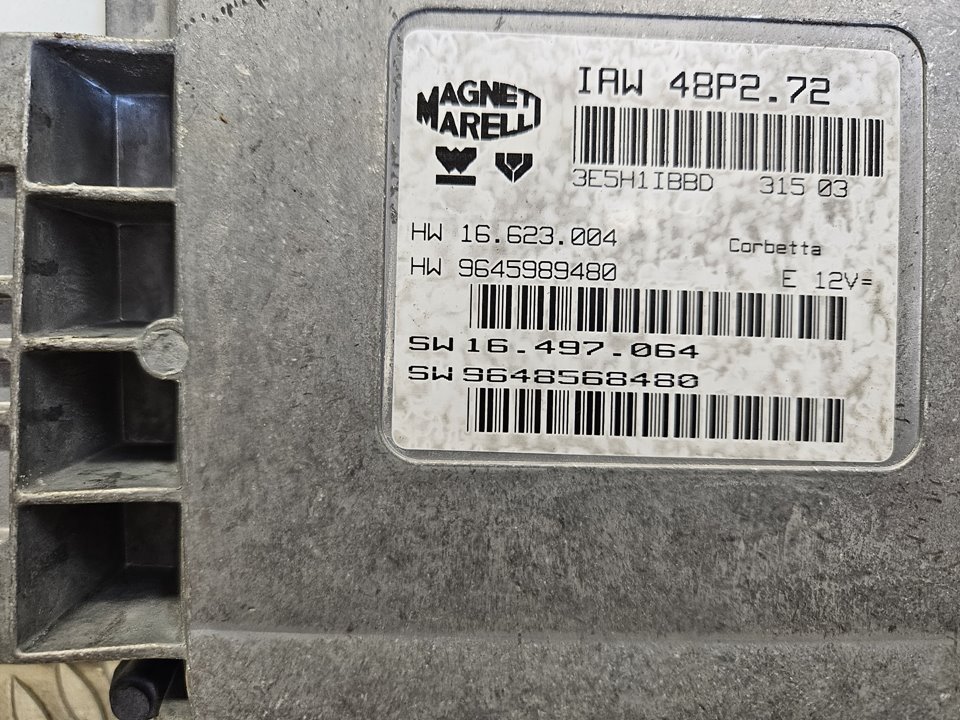 MAGNETI
MARELLI
IAW 48P2.72
3E5H1IBBD 315 03
HW 16.623.004
Corbetta
HW 9645989480
E 12V=
SW 16.497.064
SW 9648568480